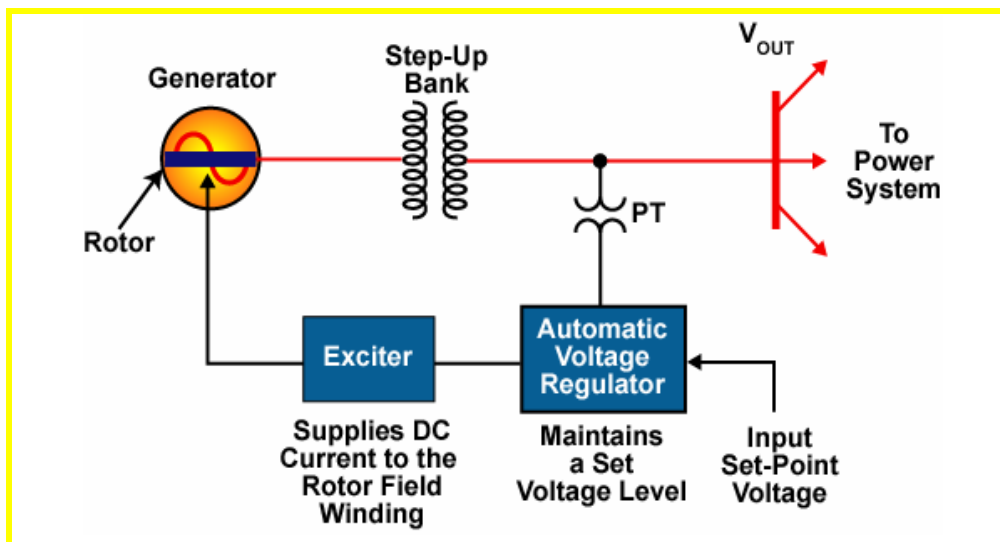 V OUT
Step-Up
Bank
Generator
To
Power
System
PT
Rotor
Exciter
Automatic
Voltage
Regulator
Supplies DC
Current to the
Rotor Field
Winding
Maintains
a Set
Voltage Level
Input
Set-Point
Voltage